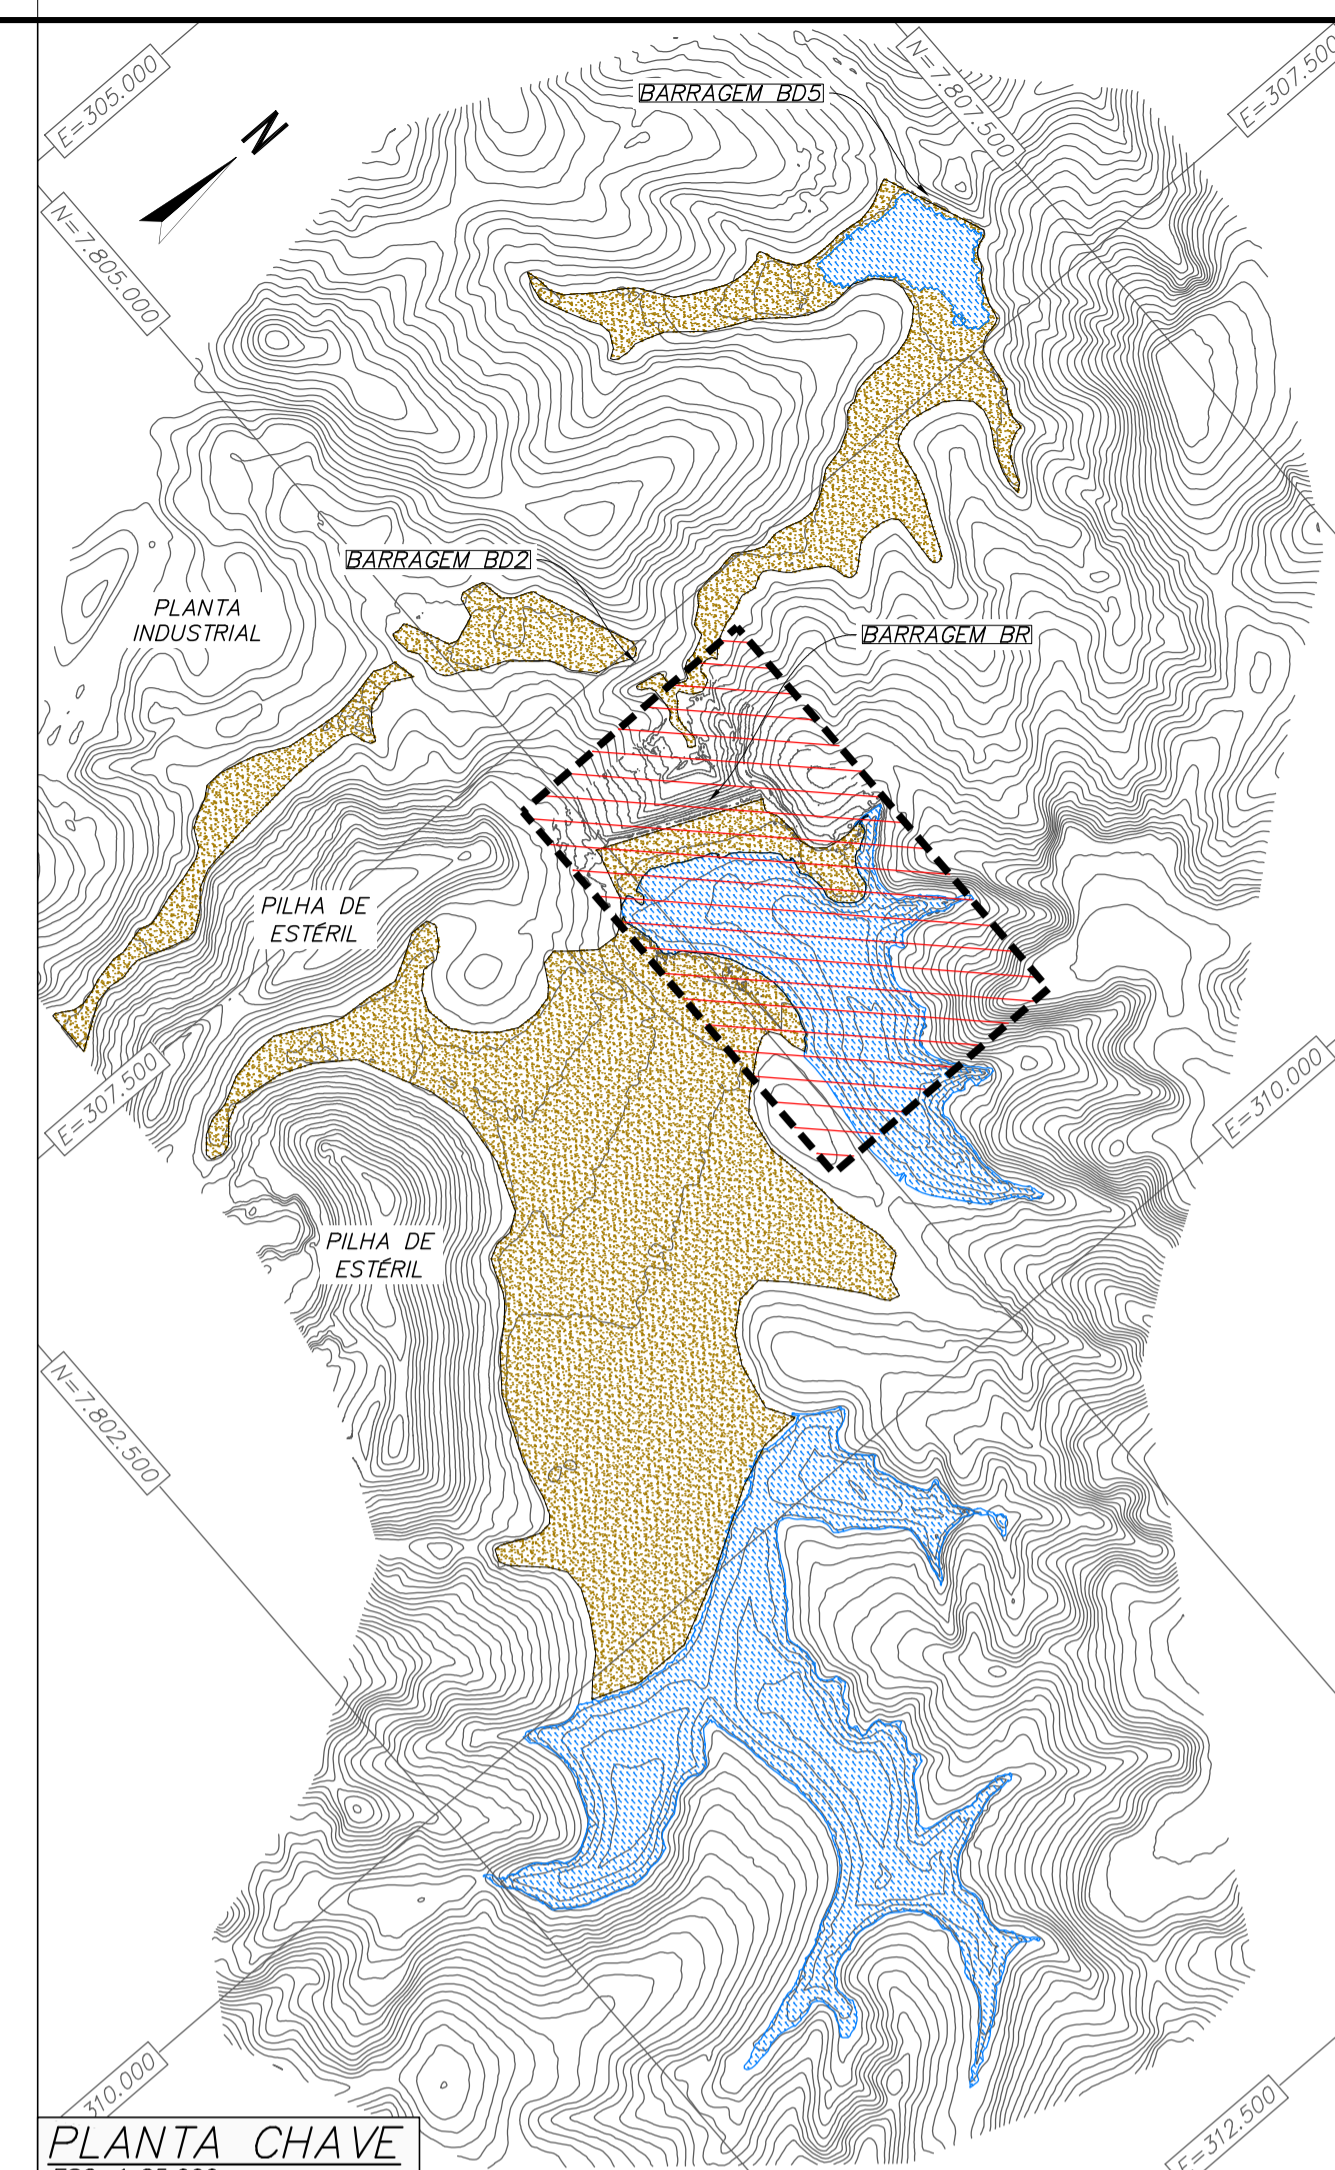 E=305.000
N=7.807.500
E=307.500
BARRAGEM BD5
N
N=7.805.000
BARRAGEM BD2
PLANTA
INDUSTRIAL
BARRAGEM BR
PILHA DE
ESTÉRIL
E=307.500
E=310.000
PILHA DE
ESTÉRIL
N=7.802.500
310.000
E=312.500
PLANTA CHAVE